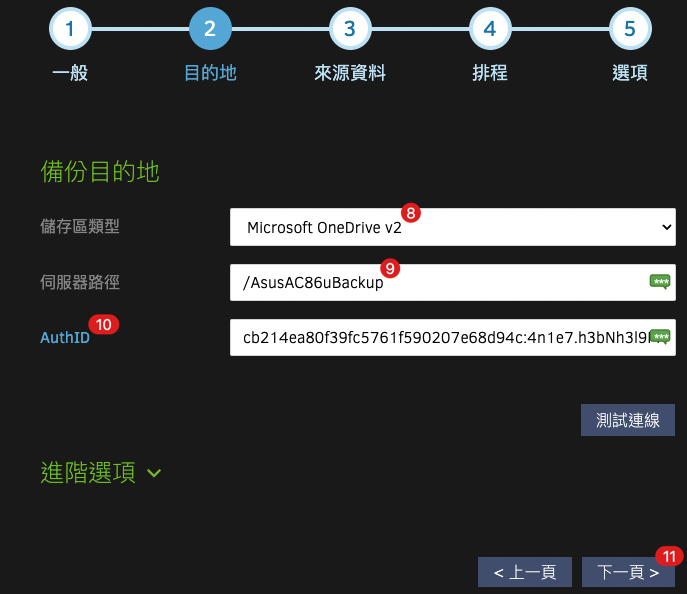 1 2 3 4 5
一般 目的地 來源資料 排程 選項
備份目的地
儲存區類型 Microsoft OneDrive v2 8
伺服器路徑 /AsusAC86uBackup 9
AuthID 10 cb214ea80f39fc5761f590207e68d94c:4n1e7.h3bNh3l9
測試連線
進階選項
< 上一頁 下一頁 > 11